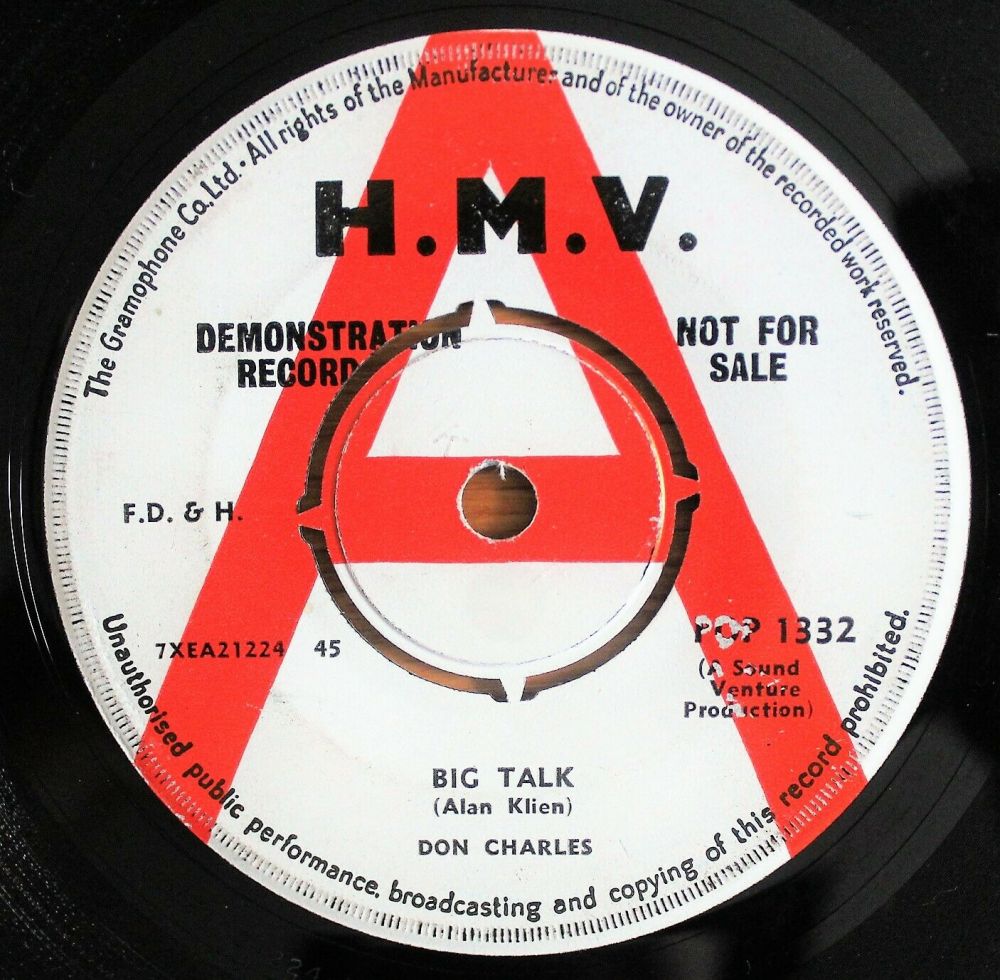 The Gramophone Co. Ltd. · All rights of the Manufacturer and of the owner of the recorded work reserved.
A
H.M.V.
DEMONSTRATION
RECORD
NOT FOR
SALE
F.D. & H.
7XEA21224 45
POP 1332
(A Sound
Venture
Production)
BIG TALK
(Alan Klien)
DON CHARLES
Unauthorised public performance, broadcasting and copying of this record prohibited.